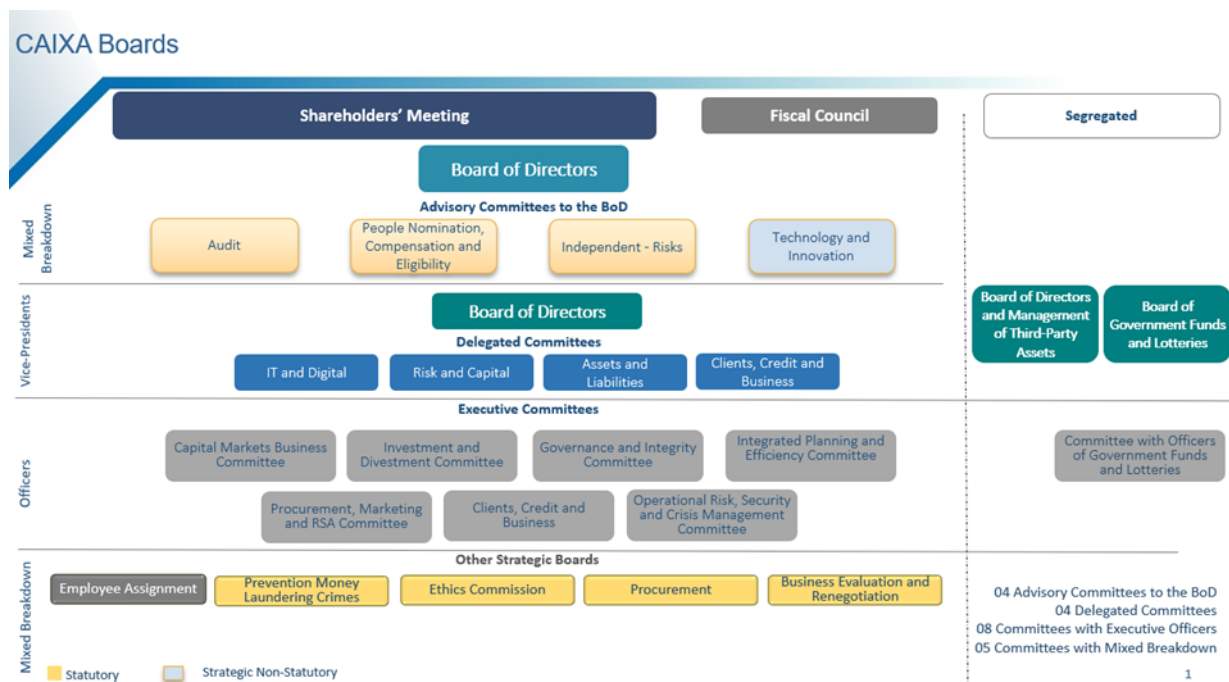 CAIXA Boards
Shareholders' Meeting
Fiscal Council
Segregated
Board of Directors
Advisory Committees to the BoD
Mixed
Breakdown
Audit
People Nomination,
Compensation and
Eligibility
Independent - Risks
Technology and
Innovation
Vice-Presidents
Board of Directors
Delegated Committees
IT and Digital
Risk and Capital
Assets and
Liabilities
Clients, Credit and
Business
Board of Directors
and Management
of Third-Party
Assets
Board of
Government Funds
and Lotteries
Executive Committees
Officers
Capital Markets Business
Committee
Investment and
Divestment Committee
Governance and Integrity
Committee
Integrated Planning and
Efficiency Committee
Committee with Officers
of Government Funds
and Lotteries
Procurement, Marketing
and RSA Committee
Clients, Credit and
Business
Operational Risk, Security
and Crisis Management
Committee
Other Strategic Boards
Mixed Breakdown
Employee Assignment
Prevention Money
Laundering Crimes
Ethics Commission
Procurement
Business Evaluation and
Renegotiation
04 Advisory Committees to the BoD
04 Delegated Committees
08 Committees with Executive Officers
05 Committees with Mixed Breakdown
Statutory
Strategic Non-Statutory
1